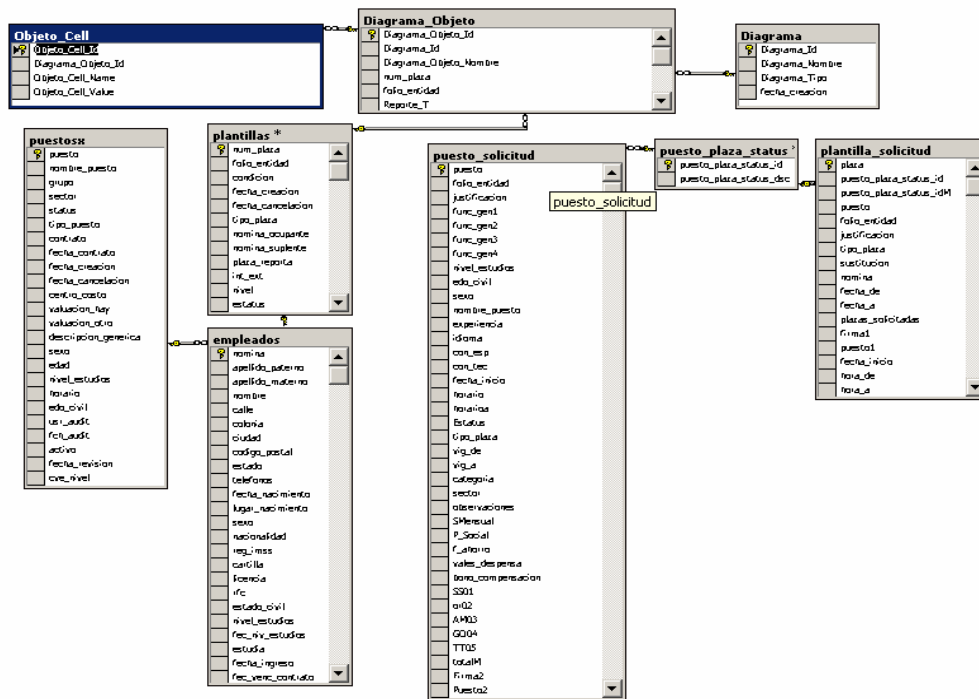 Objeto_Cell
Objeto_Cell_Id
Diagrama_Objeto_Id
Objeto_Cell_Name
Objeto_Cell_Value
Diagrama_Objeto
Diagrama_Objeto_Id
Diagrama_Id
Diagrama_Objeto_Nombre
num_plaza
folio_entidad
Reporte_T
Diagrama
Diagrama_Id
Diagrama_Nombre
Diagrama_Tipo
fecha_creacion
puestosx
puesto
nombre_puesto
grupo
sector
status
tipo_puesto
contrato
fecha_contrato
fecha_creacion
fecha_cancelacion
centro_costo
valuacion_hay
valuacion_otro
descripcion_generica
sexo
edad
nivel_estudios
horario
edo_civil
usr_audit
fch_audit
activo
fecha_revision
cve_nivel
plantillas *
num_plaza
folio_entidad
condicion
fecha_creacion
fecha_cancelacion
tipo_plaza
nomina_ocupante
nomina_suplente
plaza_reporta
int_ext
nivel
estatus
empleados
nomina
apellido_paterno
apellido_materno
nombre
calle
colonia
ciudad
codigo_postal
estado
telefonos
fecha_nacimiento
lugar_nacimiento
sexo
nacionalidad
reg_imss
cartilla
licencia
rfc
estado_civil
nivel_estudios
fec_niv_estudios
estudia
fecha_ingreso
fec_venc_contrato
puesto_solicitud
puesto
folio_entidad
justificacion
func_gen1
func_gen2
func_gen3
func_gen4
nivel_estudios
edo_civil
sexo
nombre_puesto
experiencia
idioma
con_esp
con_tec
fecha_inicio
horario
horarioa
Estatus
tipo_plaza
vig_de
vig_a
categoria
sector
observaciones
SMensual
P_Social
f_ahorro
vales_despensa
bono_compensacion
SS01
or02
AM03
GO04
TT05
totalM
Firma2
Puesto2
puesto_solicitud
puesto_plaza_status
puesto_plaza_status_id
puesto_plaza_status_dsc
plantilla_solicitud
plaza
puesto_plaza_status_id
puesto_plaza_status_idM
puesto
folio_entidad
justificacion
tipo_plaza
sustitucion
nomina
fecha_de
fecha_a
plazas_solicitadas
firma1
puesto1
fecha_inicio
hora_de
hora_a